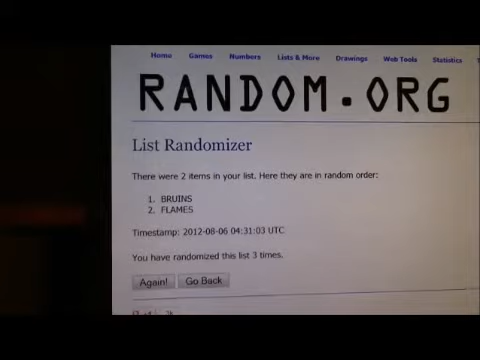 Home Games Numbers Lists & More Drawings Web Tools Statistics
RANDOM.ORG
List Randomizer
There were 2 items in your list. Here they are in random order:
1. BRUINS
2. FLAMES
Timestamp: 2012-08-06 04:31:03 UTC
You have randomized this list 3 times.
Again! Go Back